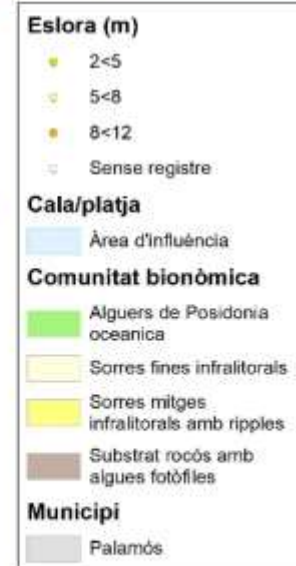 Eslora (m)
2<5
5<8
8<12
Sense registre
Cala/platja
Àrea d'influència
Comunitat bionòmica
Alguers de Posidonia
oceanica
Sorres fines infralitorals
Sorres mitges
infralitorals amb ripples
Substrat rocós amb
algues fotòfiles
Municipi
Palamós